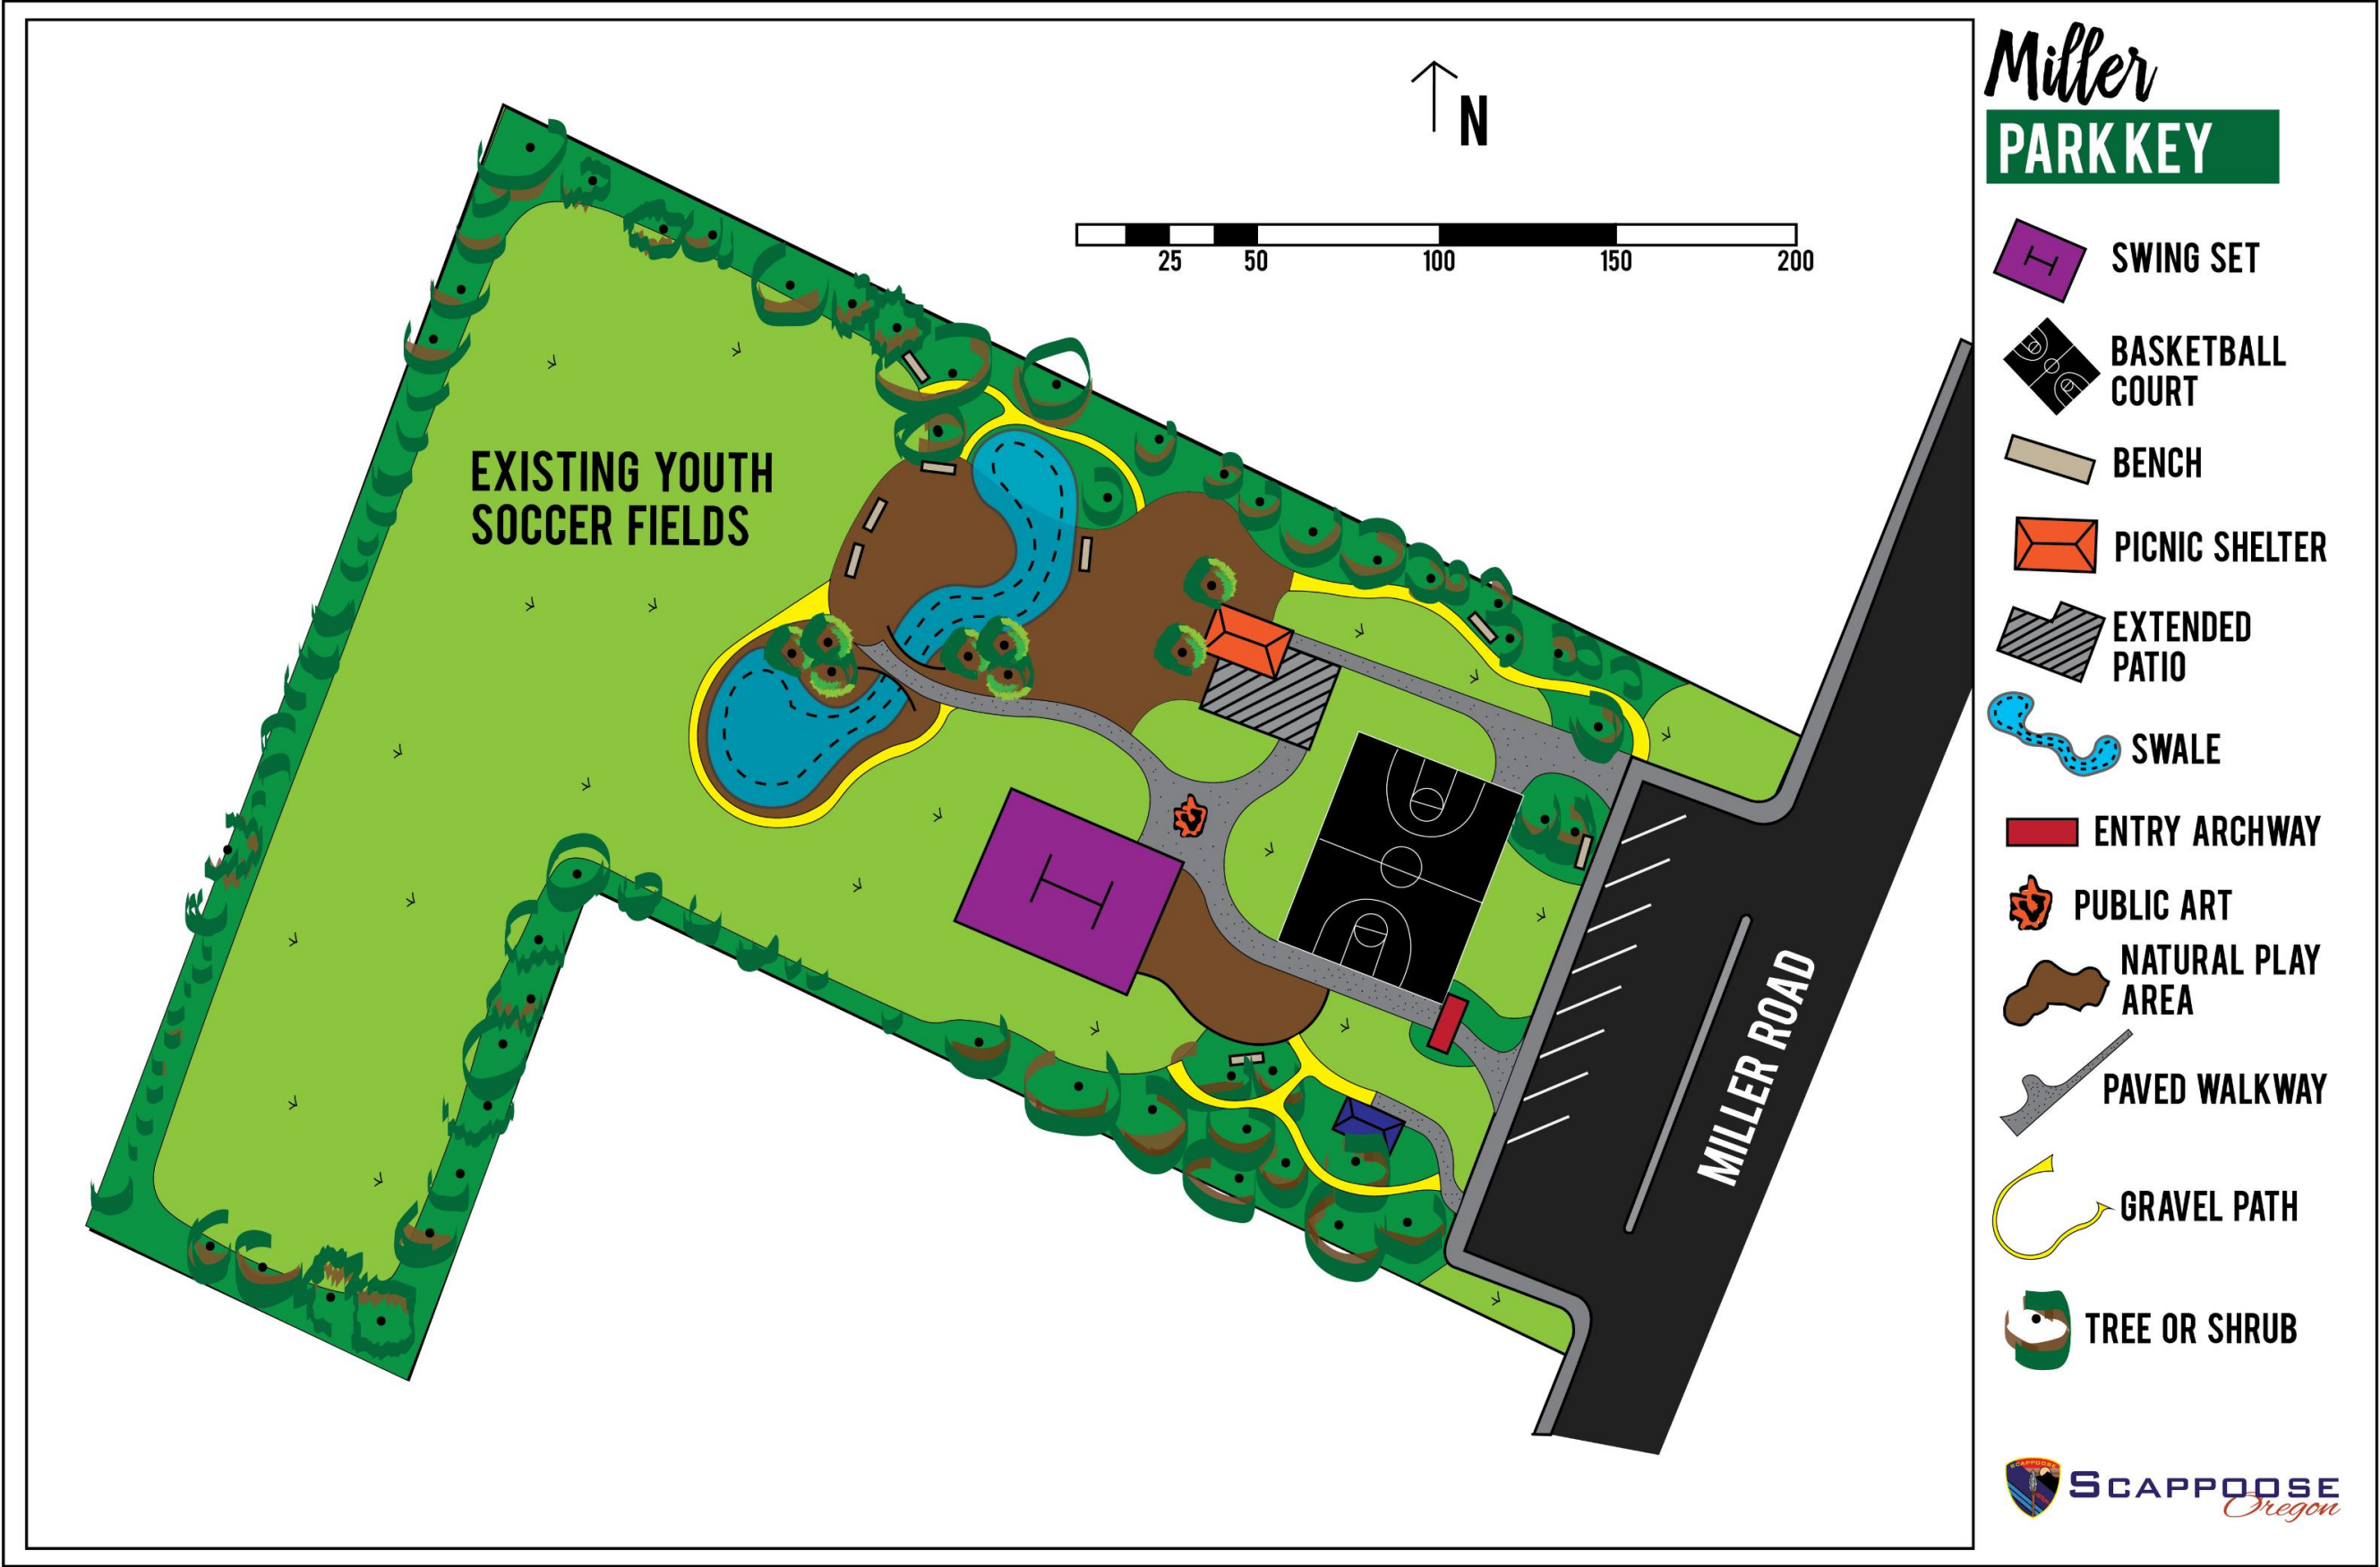 N
25 50 100 150 200
EXISTING YOUTH
SOCCER FIELDS
MILLER ROAD
Miller
PARK KEY
SWING SET
BASKETBALL
COURT
BENCH
PICNIC SHELTER
EXTENDED
PATIO
SWALE
ENTRY ARCHWAY
PUBLIC ART
NATURAL PLAY
AREA
PAVED WALKWAY
GRAVEL PATH
TREE OR SHRUB
SCAPPOOSE
SCAPPOOSE
Oregon